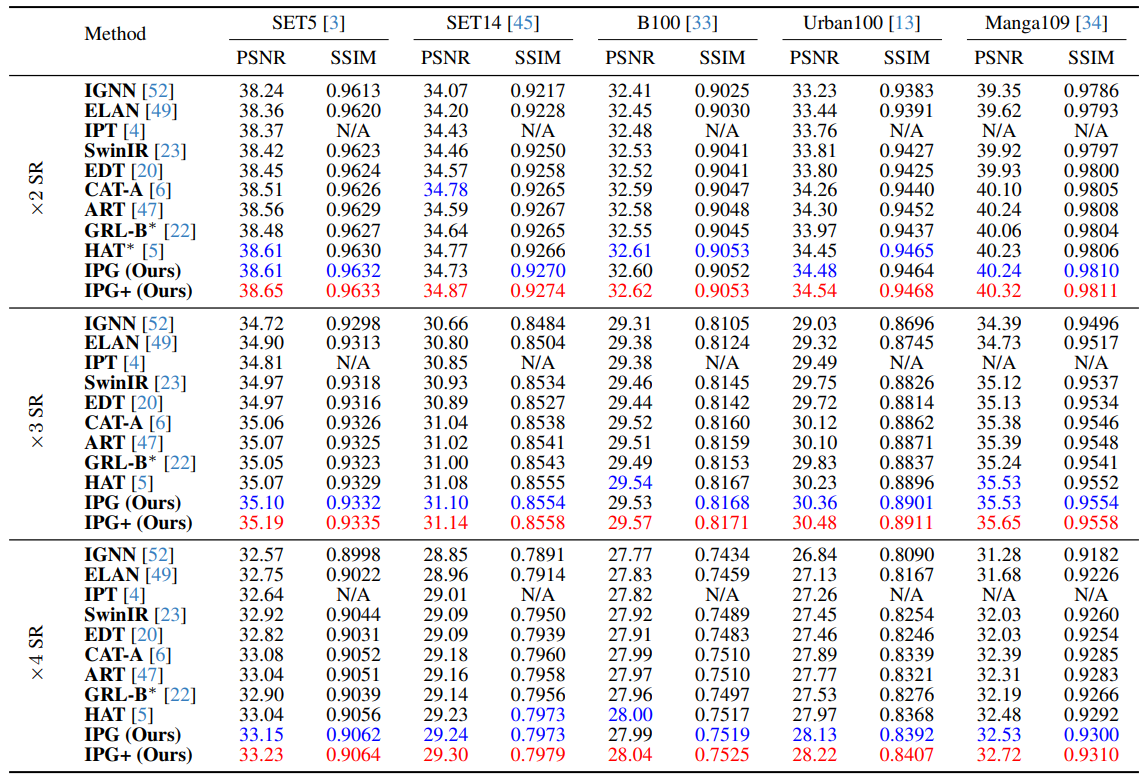 Method SET5 [3] SET14 [45] B100 [33] Urban100 [13] Manga109 [34]
PSNR SSIM PSNR SSIM PSNR SSIM PSNR SSIM PSNR SSIM
×2 SR
IGNN [52] 38.24 0.9613 34.07 0.9217 32.41 0.9025 33.23 0.9383 39.35 0.9786
ELAN [49] 38.36 0.9620 34.20 0.9228 32.45 0.9030 33.44 0.9391 39.62 0.9793
IPT [4] 38.37 N/A 34.43 N/A 32.48 N/A 33.76 N/A N/A N/A
SwinIR [23] 38.42 0.9623 34.46 0.9250 32.53 0.9041 33.81 0.9427 39.92 0.9797
EDT [20] 38.45 0.9624 34.57 0.9258 32.52 0.9041 33.80 0.9425 39.93 0.9800
CAT-A [6] 38.51 0.9626 34.78 0.9265 32.59 0.9047 34.26 0.9440 40.10 0.9805
ART [47] 38.56 0.9629 34.59 0.9267 32.58 0.9048 34.30 0.9452 40.24 0.9808
GRL-B* [22] 38.48 0.9627 34.64 0.9265 32.55 0.9045 33.97 0.9437 40.06 0.9804
HAT* [5] 38.61 0.9630 34.77 0.9266 32.61 0.9053 34.45 0.9465 40.23 0.9806
IPG (Ours) 38.61 0.9632 34.73 0.9270 32.60 0.9052 34.48 0.9464 40.24 0.9810
IPG+ (Ours) 38.65 0.9633 34.87 0.9274 32.62 0.9053 34.54 0.9468 40.32 0.9811
×3 SR
IGNN [52] 34.72 0.9298 30.66 0.8484 29.31 0.8105 29.03 0.8696 34.39 0.9496
ELAN [49] 34.90 0.9313 30.80 0.8504 29.38 0.8124 29.32 0.8745 34.73 0.9517
IPT [4] 34.81 N/A 30.85 N/A 29.38 N/A 29.49 N/A N/A N/A
SwinIR [23] 34.97 0.9318 30.93 0.8534 29.46 0.8145 29.75 0.8826 35.12 0.9537
EDT [20] 34.97 0.9316 30.89 0.8527 29.44 0.8142 29.72 0.8814 35.13 0.9534
CAT-A [6] 35.06 0.9326 31.04 0.8538 29.52 0.8160 30.12 0.8862 35.38 0.9546
ART [47] 35.07 0.9325 31.02 0.8541 29.51 0.8159 30.10 0.8871 35.39 0.9548
GRL-B* [22] 35.05 0.9323 31.00 0.8543 29.49 0.8153 29.83 0.8837 35.24 0.9541
HAT [5] 35.07 0.9329 31.08 0.8555 29.54 0.8167 30.23 0.8896 35.53 0.9552
IPG (Ours) 35.10 0.9332 31.10 0.8554 29.53 0.8168 30.36 0.8901 35.53 0.9554
IPG+ (Ours) 35.19 0.9335 31.14 0.8558 29.57 0.8171 30.48 0.8911 35.65 0.9558
×4 SR
IGNN [52] 32.57 0.8998 28.85 0.7891 27.77 0.7434 26.84 0.8090 31.28 0.9182
ELAN [49] 32.75 0.9022 28.96 0.7914 27.83 0.7459 27.13 0.8167 31.68 0.9226
IPT [4] 32.64 N/A 29.01 N/A 27.82 N/A 27.26 N/A N/A N/A
SwinIR [23] 32.92 0.9044 29.09 0.7950 27.92 0.7489 27.45 0.8254 32.03 0.9260
EDT [20] 32.82 0.9031 29.09 0.7939 27.91 0.7483 27.46 0.8246 32.03 0.9254
CAT-A [6] 33.08 0.9052 29.18 0.7960 27.99 0.7510 27.89 0.8339 32.39 0.9285
ART [47] 33.04 0.9051 29.16 0.7958 27.97 0.7510 27.77 0.8321 32.31 0.9283
GRL-B* [22] 32.90 0.9039 29.14 0.7956 27.96 0.7497 27.53 0.8276 32.19 0.9266
HAT [5] 33.04 0.9056 29.23 0.7973 28.00 0.7517 27.97 0.8368 32.48 0.9292
IPG (Ours) 33.15 0.9062 29.24 0.7973 27.99 0.7519 28.13 0.8392 32.53 0.9300
IPG+ (Ours) 33.23 0.9064 29.30 0.7979 28.04 0.7525 28.22 0.8407 32.72 0.9310